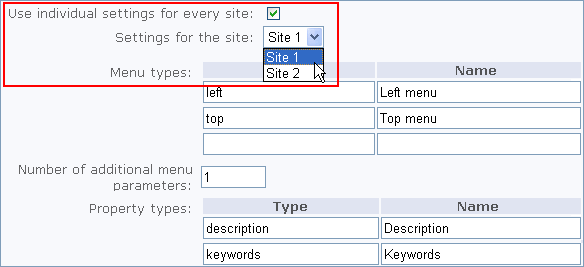 Use individual settings for every site:
Settings for the site: Site 1
Site 1
Site 2
Menu types: Name
left Left menu
top Top menu
Number of additional menu
parameters: 1
Property types: Type Name
description Description
keywords Keywords